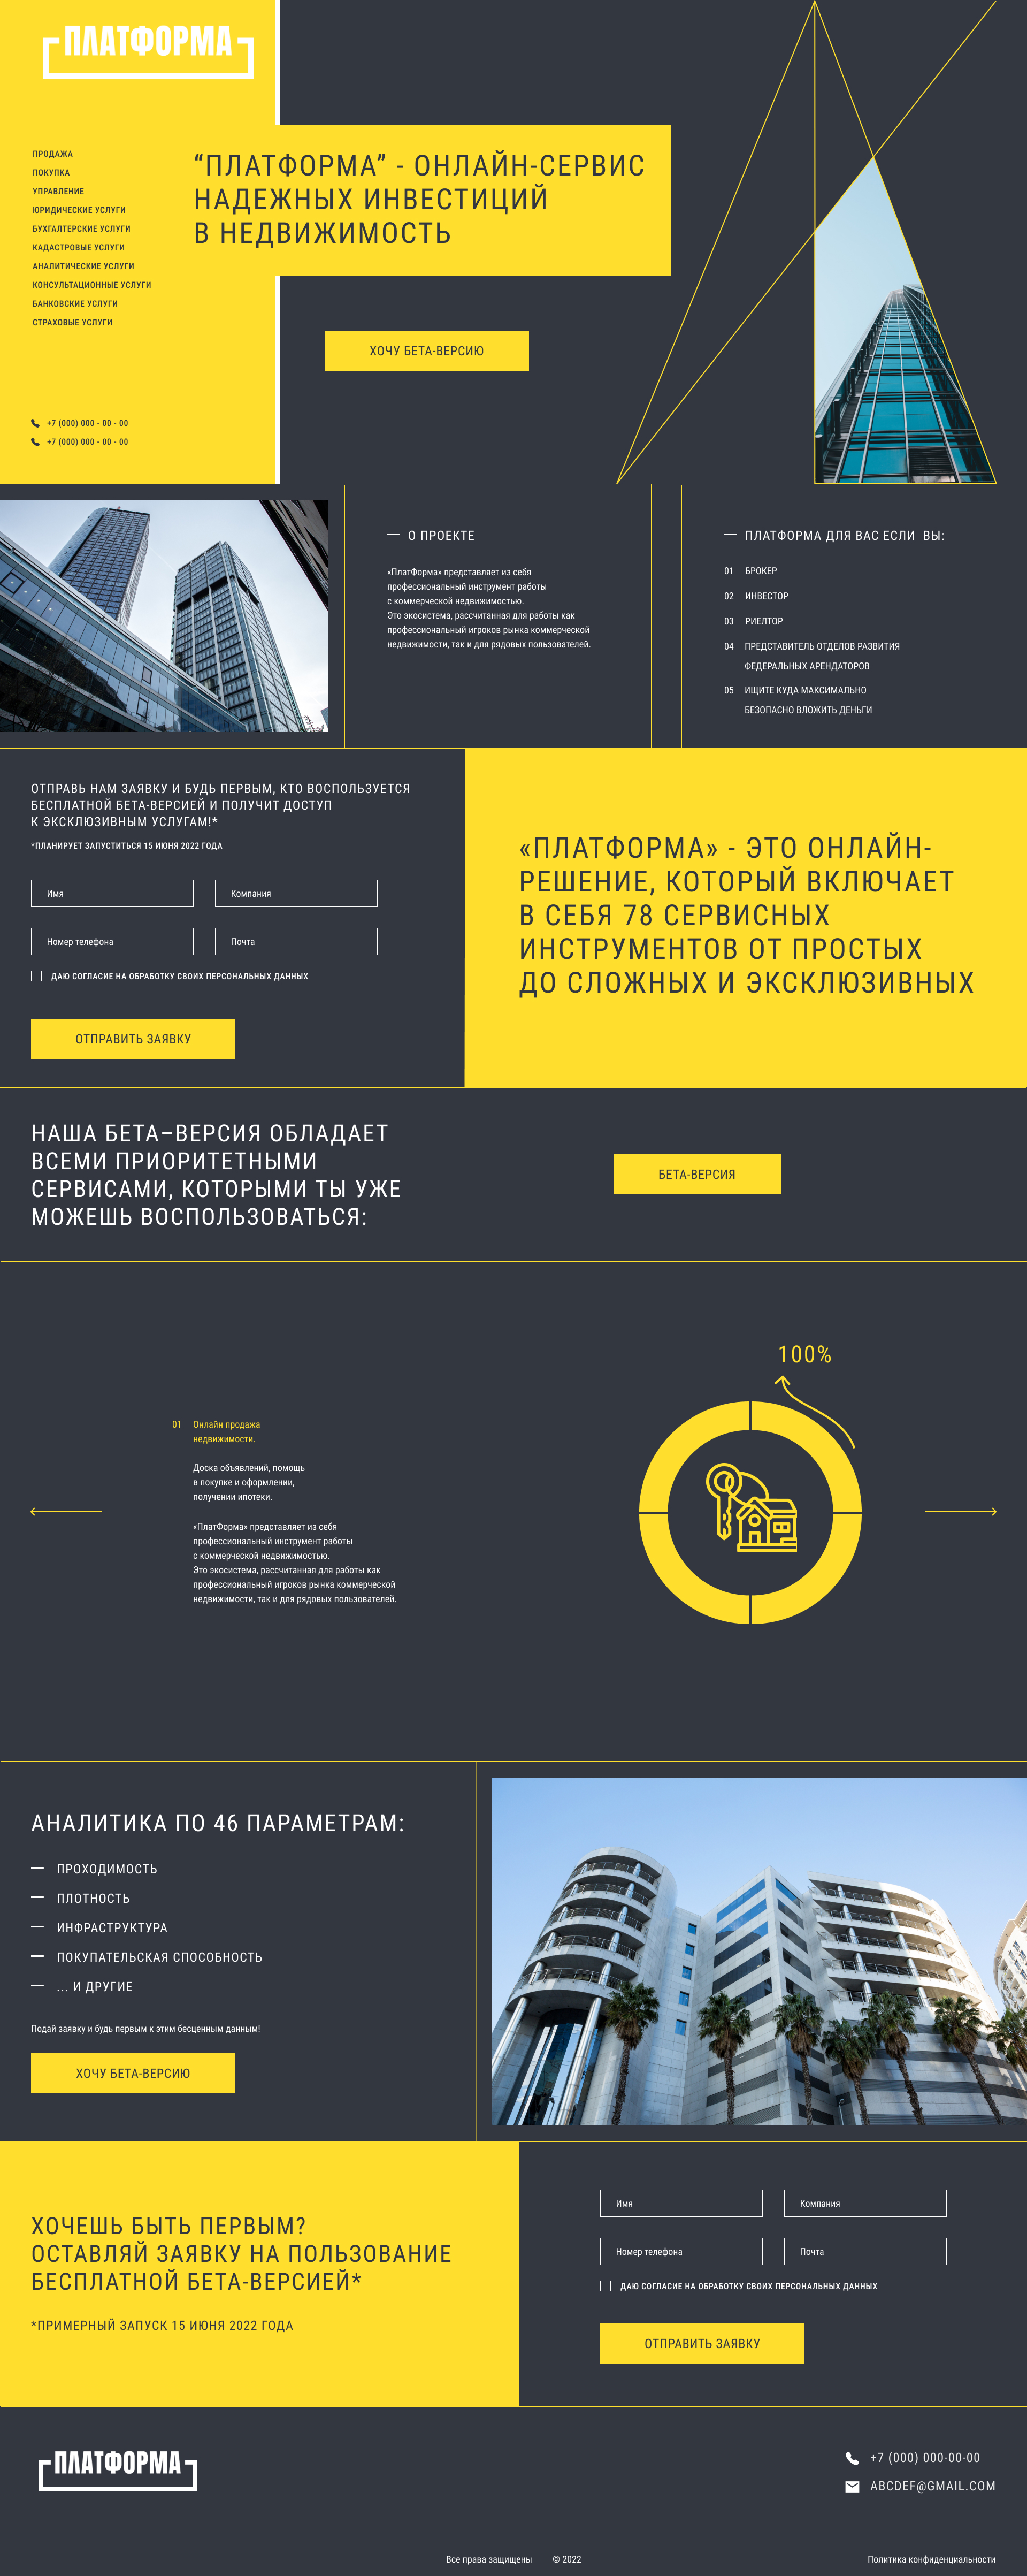 ПЛАТФОРМА
ПРОДАЖА
ПОКУПКА
УПРАВЛЕНИЕ
ЮРИДИЧЕСКИЕ УСЛУГИ
БУХГАЛТЕРСКИЕ УСЛУГИ
КАДАСТРОВЫЕ УСЛУГИ
АНАЛИТИЧЕСКИЕ УСЛУГИ
КОНСУЛЬТАЦИОННЫЕ УСЛУГИ
БАНКОВСКИЕ УСЛУГИ
СТРАХОВЫЕ УСЛУГИ
+7 (000) 000 - 00 - 00
+7 (000) 000 - 00 - 00
“ПЛАТФОРМА” - ОНЛАЙН-СЕРВИС
НАДЕЖНЫХ ИНВЕСТИЦИЙ
В НЕДВИЖИМОСТЬ
ХОЧУ БЕТА-ВЕРСИЮ
О ПРОЕКТЕ
«ПлатФорма» представляет из себя
профессиональный инструмент работы
с коммерческой недвижимостью.
Это экосистема, рассчитанная для работы как
профессиональный игроков рынка коммерческой
недвижимости, так и для рядовых пользователей.
ПЛАТФОРМА ДЛЯ ВАС ЕСЛИ ВЫ:
01 БРОКЕР
02 ИНВЕСТОР
03 РИЕЛТОР
04 ПРЕДСТАВИТЕЛЬ ОТДЕЛОВ РАЗВИТИЯ
ФЕДЕРАЛЬНЫХ АРЕНДАТОРОВ
05 ИЩИТЕ КУДА МАКСИМАЛЬНО
БЕЗОПАСНО ВЛОЖИТЬ ДЕНЬГИ
ОТПРАВЬ НАМ ЗАЯВКУ И БУДЬ ПЕРВЫМ, КТО ВОСПОЛЬЗУЕТСЯ
БЕСПЛАТНОЙ БЕТА-ВЕРСИЕЙ И ПОЛУЧИТ ДОСТУП
К ЭКСКЛЮЗИВНЫМ УСЛУГАМ!*
*ПЛАНИРУЕТ ЗАПУСТИТЬСЯ 15 ИЮНЯ 2022 ГОДА
Имя
Компания
Номер телефона
Почта
ДАЮ СОГЛАСИЕ НА ОБРАБОТКУ СВОИХ ПЕРСОНАЛЬНЫХ ДАННЫХ
ОТПРАВИТЬ ЗАЯВКУ
«ПЛАТФОРМА» - ЭТО ОНЛАЙН-
РЕШЕНИЕ, КОТОРЫЙ ВКЛЮЧАЕТ
В СЕБЯ 78 СЕРВИСНЫХ
ИНСТРУМЕНТОВ ОТ ПРОСТЫХ
ДО СЛОЖНЫХ И ЭКСКЛЮЗИВНЫХ
НАША БЕТА–ВЕРСИЯ ОБЛАДАЕТ
ВСЕМИ ПРИОРИТЕТНЫМИ
СЕРВИСАМИ, КОТОРЫМИ ТЫ УЖЕ
МОЖЕШЬ ВОСПОЛЬЗОВАТЬСЯ:
БЕТА-ВЕРСИЯ
01 Онлайн продажа
недвижимости.
Доска объявлений, помощь
в покупке и оформлении,
получении ипотеки.
«ПлатФорма» представляет из себя
профессиональный инструмент работы
с коммерческой недвижимостью.
Это экосистема, рассчитанная для работы как
профессиональный игроков рынка коммерческой
недвижимости, так и для рядовых пользователей.
100%
АНАЛИТИКА ПО 46 ПАРАМЕТРАМ:
ПРОХОДИМОСТЬ
ПЛОТНОСТЬ
ИНФРАСТРУКТУРА
ПОКУПАТЕЛЬСКАЯ СПОСОБНОСТЬ
... И ДРУГИЕ
Подай заявку и будь первым к этим бесценным данным!
ХОЧУ БЕТА-ВЕРСИЮ
ХОЧЕШЬ БЫТЬ ПЕРВЫМ?
ОСТАВЛЯЙ ЗАЯВКУ НА ПОЛЬЗОВАНИЕ
БЕСПЛАТНОЙ БЕТА-ВЕРСИЕЙ*
*ПРИМЕРНЫЙ ЗАПУСК 15 ИЮНЯ 2022 ГОДА
Имя
Компания
Номер телефона
Почта
ДАЮ СОГЛАСИЕ НА ОБРАБОТКУ СВОИХ ПЕРСОНАЛЬНЫХ ДАННЫХ
ОТПРАВИТЬ ЗАЯВКУ
ПЛАТФОРМА
+7 (000) 000-00-00
ABCDEF@GMAIL.COM
Все права защищены © 2022
Политика конфиденциальности